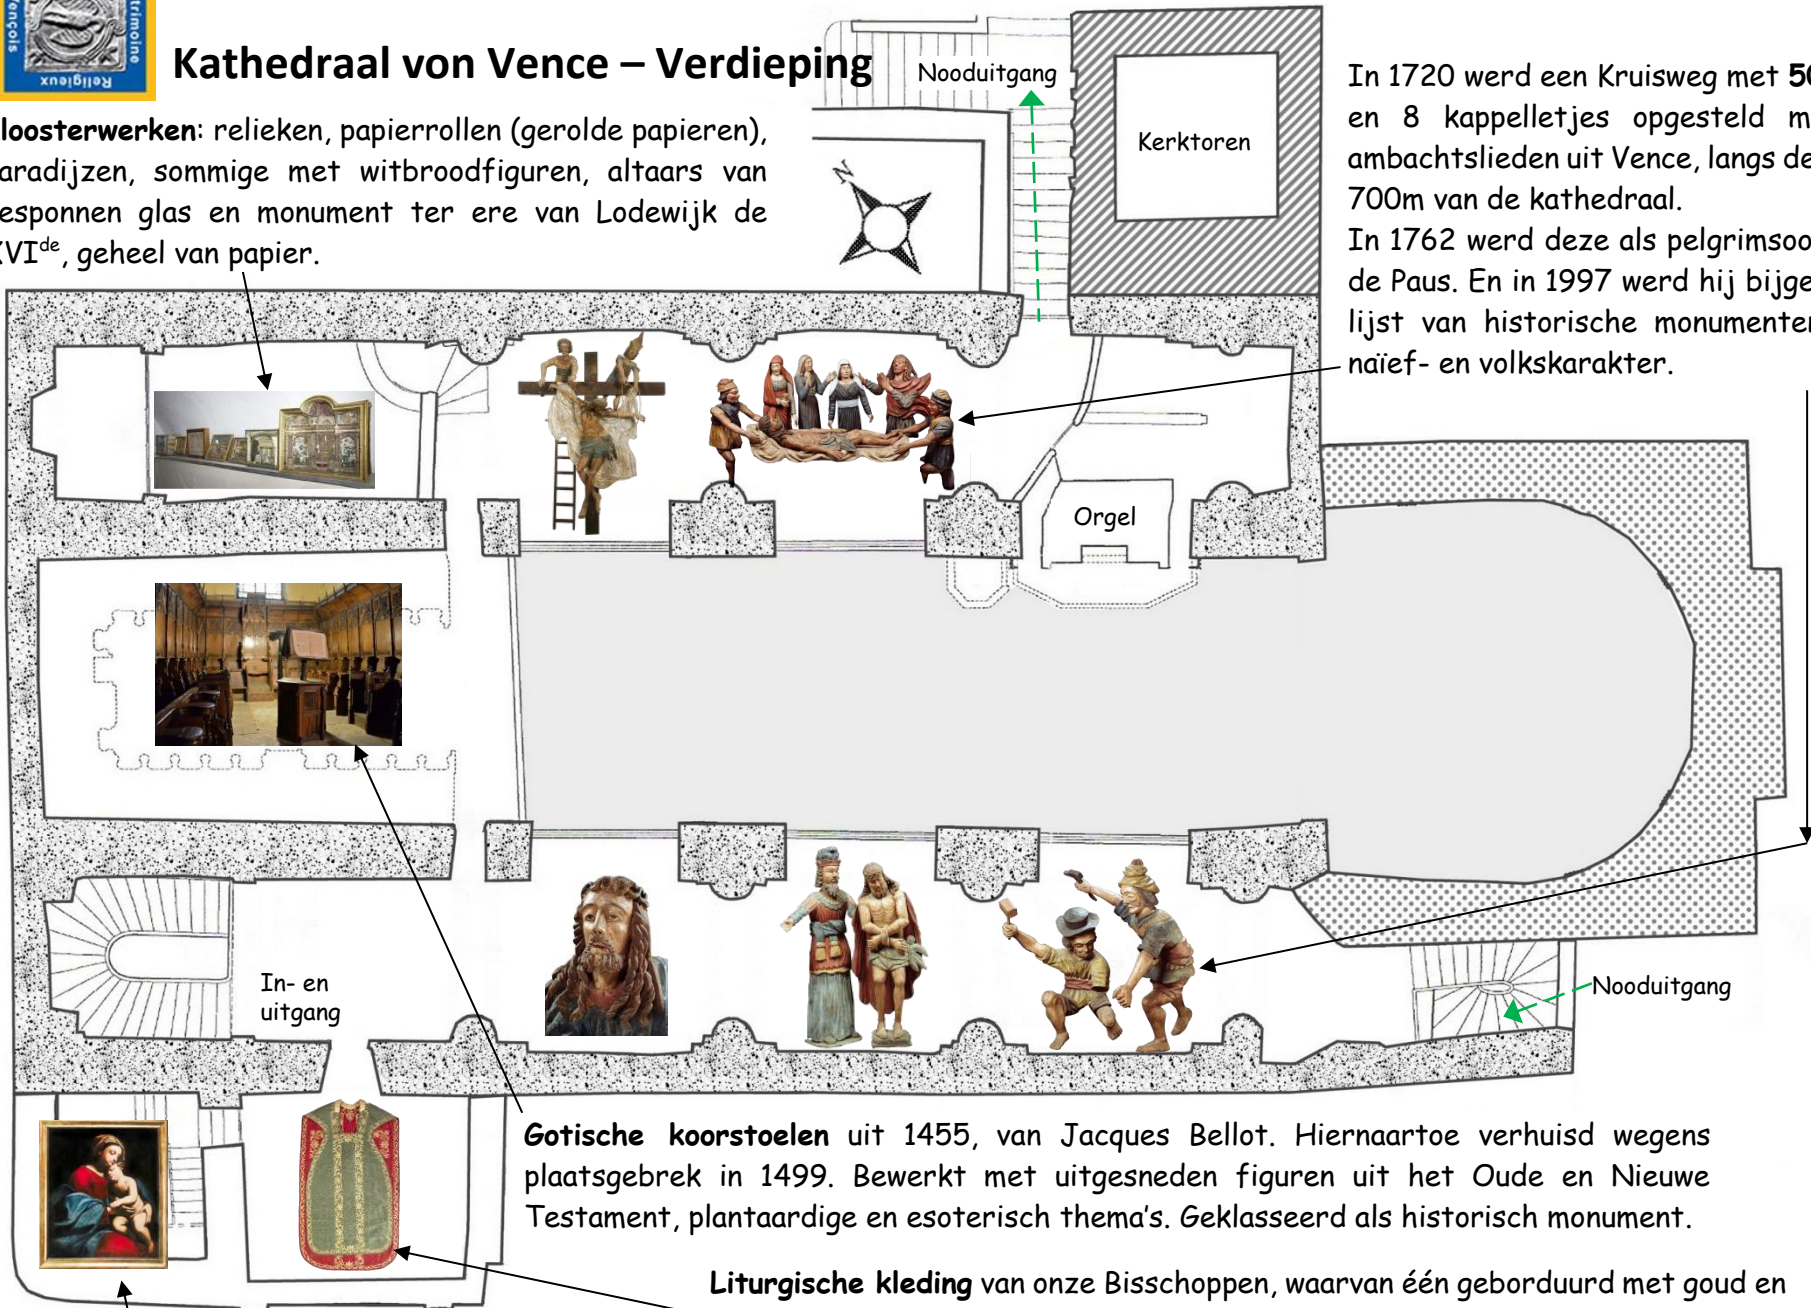 trimoine
Religieux
Vençois
Kathedraal von Vence – Verdieping
loosterwerken: relieken, papierrollen (gerolde papieren),
aradijzen, sommige met witbroodfiguren, altaars van
esponnen glas en monument ter ere van Lodewijk de
XVIde, geheel van papier.
Nooduitgang
Kerktoren
N
In 1720 werd een Kruisweg met 50
en 8 kappelletjes opgesteld m
ambachtslieden uit Vence, langs de
700m van de kathedraal.
In 1762 werd deze als pelgrimsoo
de Paus. En in 1997 werd hij bijge
lijst van historische monumenten
naïef- en volkskarakter.
Orgel
In- en
uitgang
Nooduitgang
Gotische koorstoelen uit 1455, van Jacques Bellot. Hiernaartoe verhuisd wegens
plaatsgebrek in 1499. Bewerkt met uitgesneden figuren uit het Oude en Nieuwe
Testament, plantaardige en esoterisch thema's. Geklasseerd als historisch monument.
Liturgische kleding van onze Bisschoppen, waarvan één geborduurd met goud en